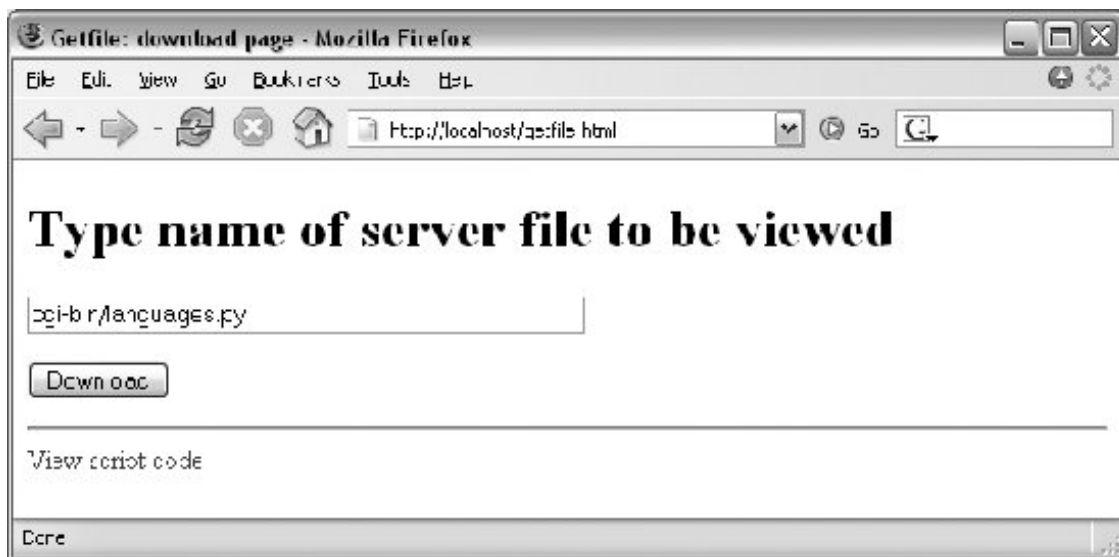 Getfile: download page - Mozilla Firefox
File Edit View Go Bookmarks Tools Help
http://localhost/getfile.html Go
Type name of server file to be viewed
cgi-bin/languages.py
Download
View script code
Done